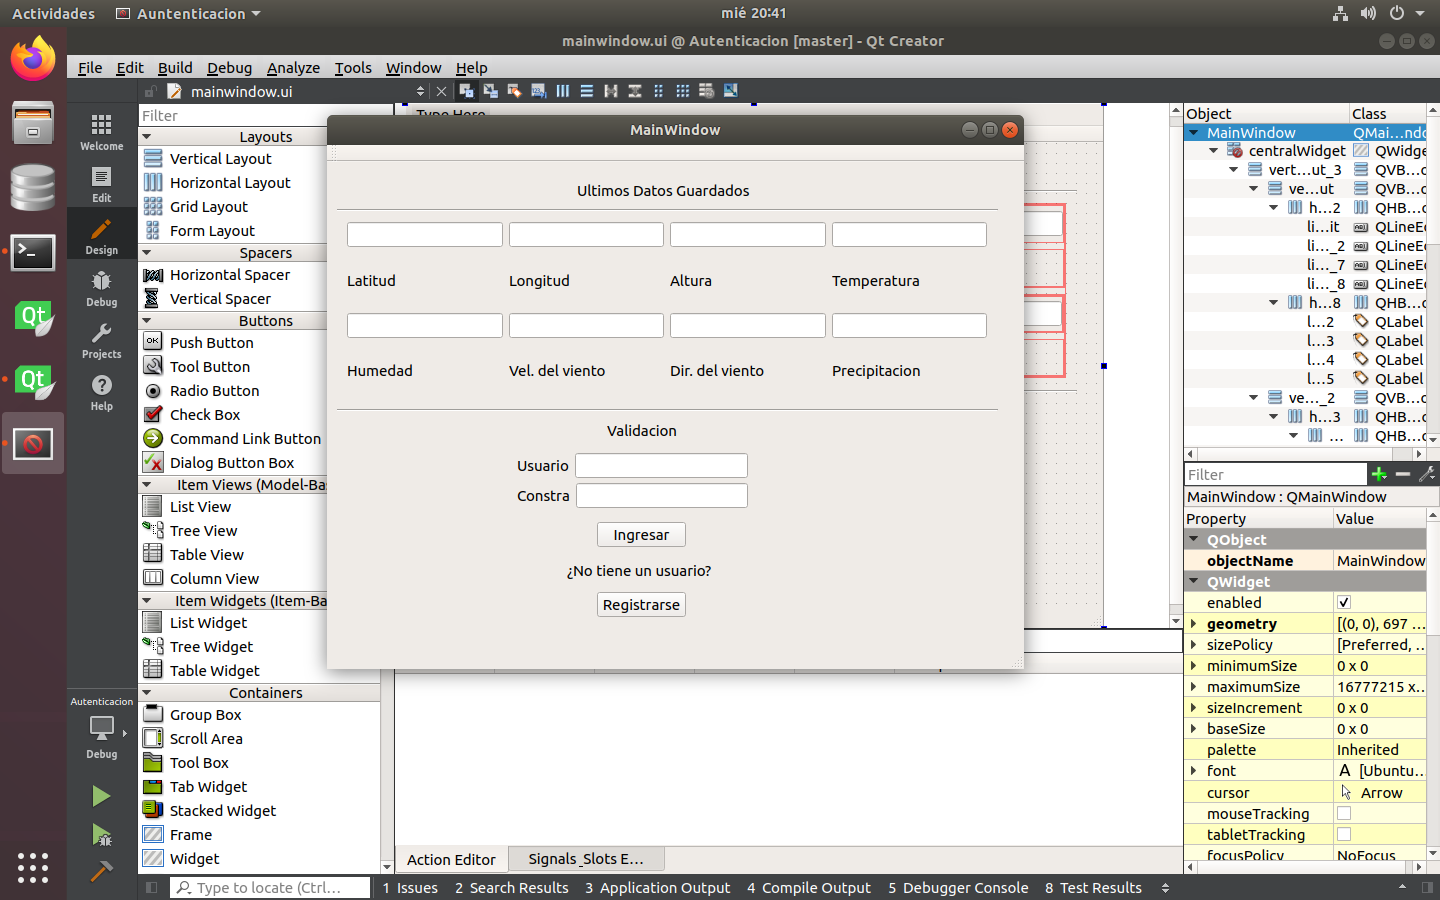 Actividades
Auntenticacion
mié 20:41
mainwindow.ui @ Autenticacion [master] - Qt Creator
File Edit Build Debug Analyze Tools Window Help
mainwindow.ui
Welcome
Edit
Design
Debug
Projects
Help
Autenticacion
Debug
Filter
Layouts
Vertical Layout
Horizontal Layout
Grid Layout
Form Layout
Spacers
Horizontal Spacer
Vertical Spacer
Buttons
Push Button
Tool Button
Radio Button
Check Box
Command Link Button
Dialog Button Box
Item Views (Model-Ba
List View
Tree View
Table View
Column View
Item Widgets (Item-Ba
List Widget
Tree Widget
Table Widget
Containers
Group Box
Scroll Area
Tool Box
Tab Widget
Stacked Widget
Frame
Widget
Type Here
MainWindow
Ultimos Datos Guardados
Latitud Longitud Altura Temperatura
Humedad Vel. del viento Dir. del viento Precipitacion
Validacion
Usuario
Constra
Ingresar
¿No tiene un usuario?
Registrarse
Action Editor
Signals_Slots E...
Object Class
MainWindow QMai...ndo
centralWidget QWidge
vert...ut_3 QVB...
ve...ut QVB...
h...2 QHB...
li...it QLineE
li..._2 QLineE
li..._7 QLineE
li..._8 QLineE
h...8 QHB...
l...2 QLabel
l...3 QLabel
l...4 QLabel
l...5 QLabel
ve..._2 QVB...
h...3 QHB...
... QHB...
Filter
MainWindow : QMainWindow
Property Value
QObject
objectName MainWindow
QWidget
enabled
geometry [(0, 0), 697 ...
sizePolicy [Preferred, ...
minimumSize 0 x 0
maximumSize 16777215 x...
sizeIncrement 0 x 0
baseSize 0 x 0
palette Inherited
font A [Ubuntu...
cursor Arrow
mouseTracking
tabletTracking
focusPolicy NoFocus
Type to locate (Ctrl...
1 Issues 2 Search Results 3 Application Output 4 Compile Output 5 Debugger Console 8 Test Results